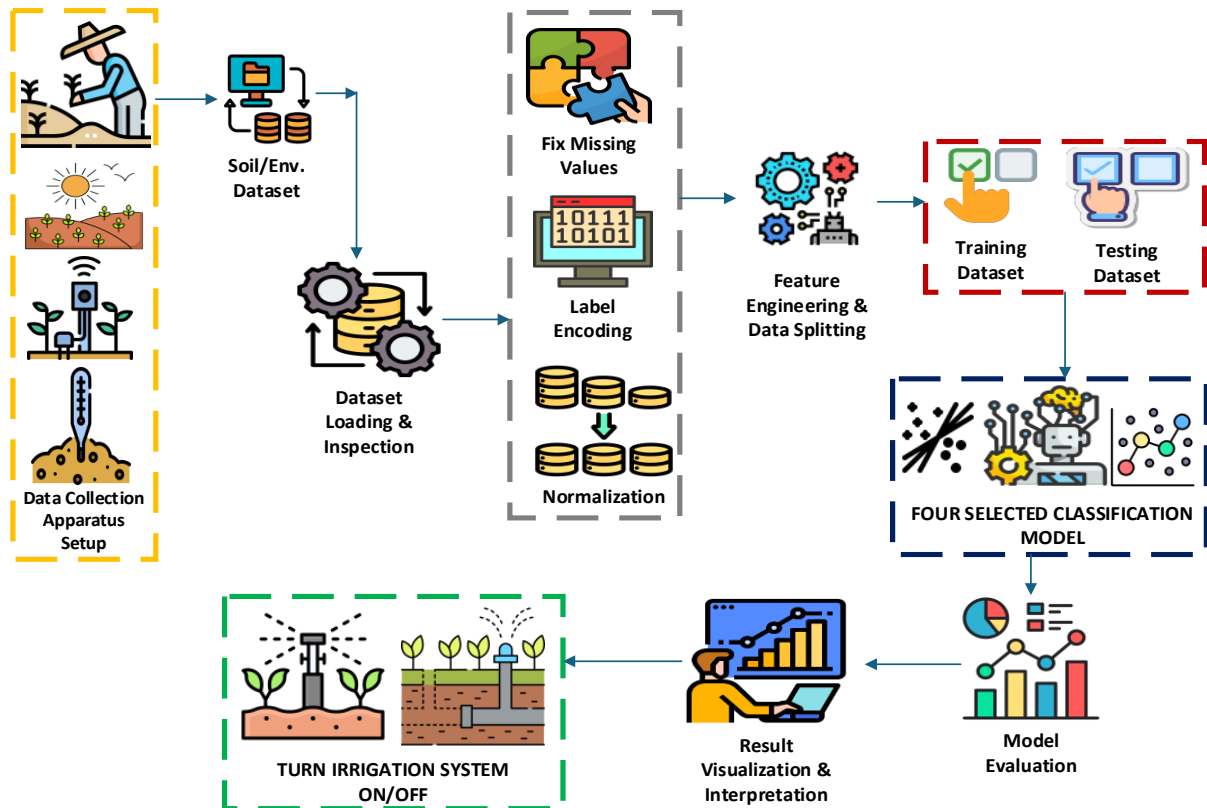 Data Collection
Apparatus
Setup
Soil/Env.
Dataset
Dataset
Loading &
Inspection
Fix Missing
Values
10111
10101
Label
Encoding
Normalization
Feature
Engineering &
Data Splitting
Training
Dataset
Testing
Dataset
FOUR SELECTED CLASSIFICATION
MODEL
Model
Evaluation
Result
Visualization &
Interpretation
TURN IRRIGATION SYSTEM
ON/OFF